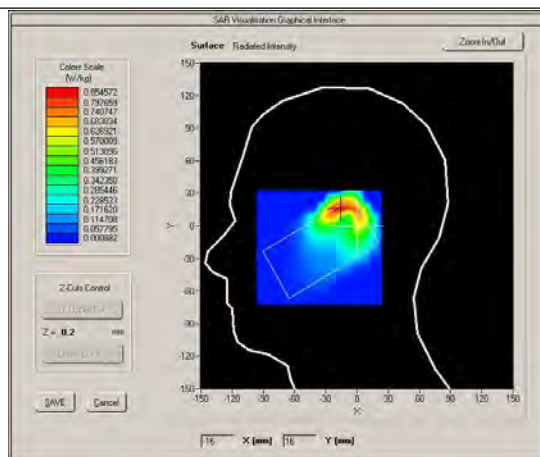 SAR Visualisation Graphical Interface
Surface Radiated Intensity
Zoom In/Out
Colors Scale
(W/kg)
0.854572
0.797659
0.740747
0.683834
0.626921
0.570009
0.513096
0.456183
0.399271
0.342358
0.285446
0.228533
0.171620
0.114708
0.057795
0.000882
150
120
90
60
30
0
-30
-60
-90
-120
-150
Y
-150 -120 -90 -60 -30 0 30 60 90 120 150
X
Z-Cuts Control
Z = 0.2 mm
SAVE Cancel
-16 X (mm) 16 Y (mm)